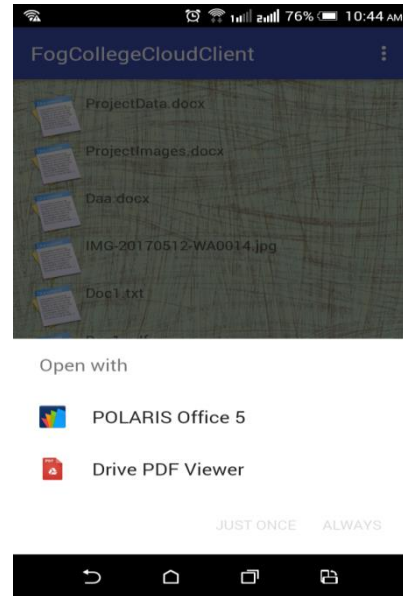 76% 10:44 AM
FogCollegeCloudClient
ProjectData.docx
ProjectImages.docx
Daa.docx
IMG-20170512-WA0014.jpg
Doc1.txt
Open with
POLARIS Office 5
Drive PDF Viewer
JUST ONCE ALWAYS